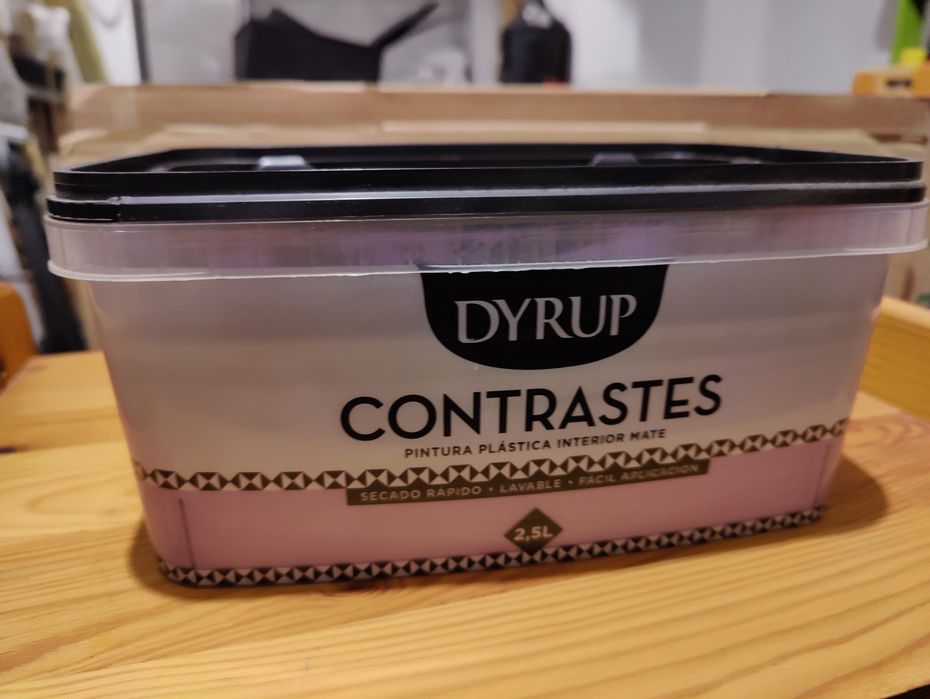 DYRUP
CONTRASTES
PINTURA PLÁSTICA INTERIOR MATE
SECADO RÁPIDO • LAVABLE • FÁCIL APLICACIÓN
2,5L